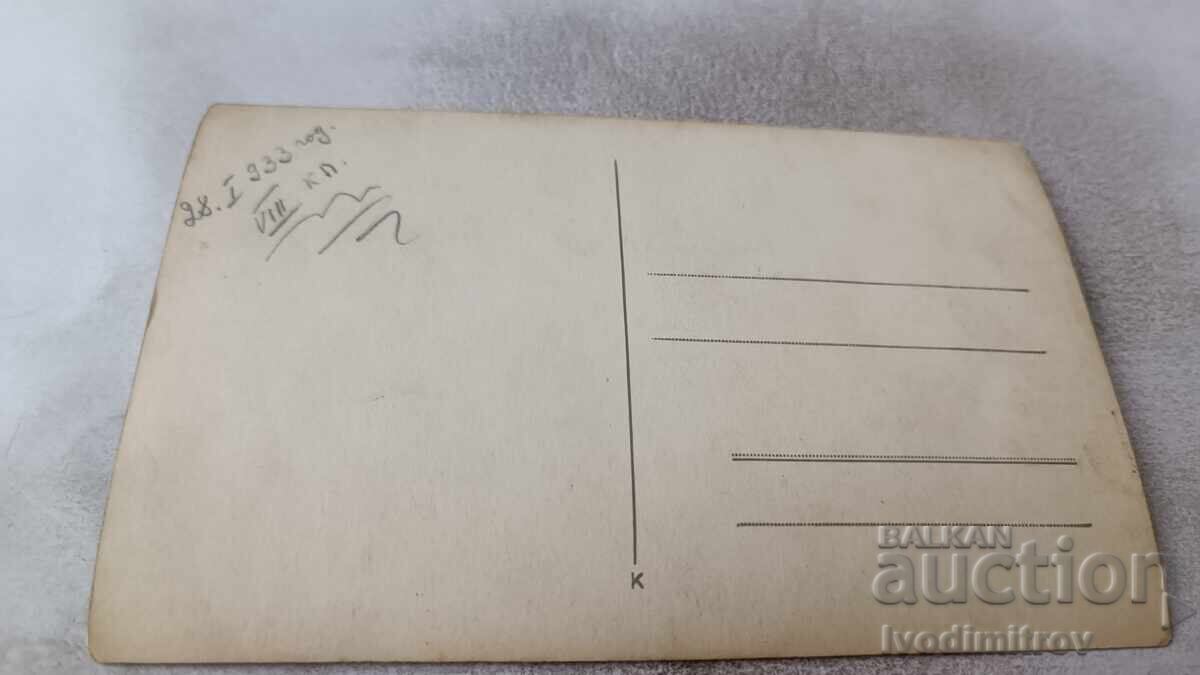 28. I 933 год.
VIII КЛ.
K
BALKAN
auction
Ivodimitrov